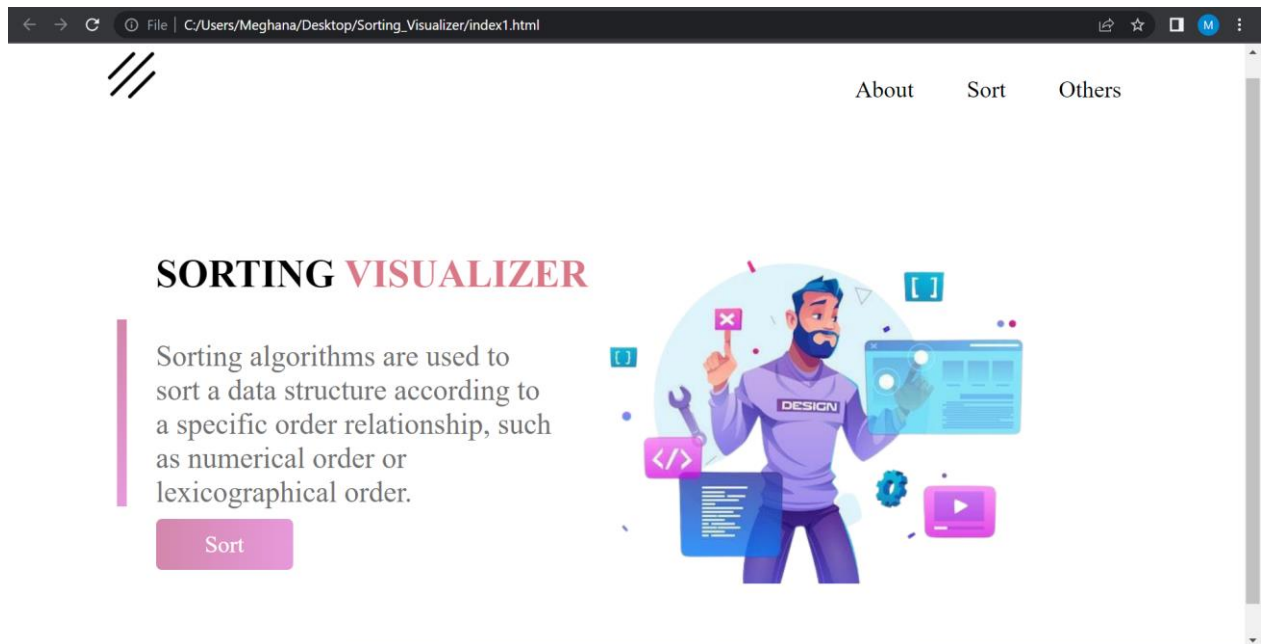 File | C:/Users/Meghana/Desktop/Sorting_Visualizer/index1.html
M
About Sort Others
SORTING VISUALIZER
Sorting algorithms are used to
sort a data structure according to
a specific order relationship, such
as numerical order or
lexicographical order.
Sort
[ ]
[ ]
DESIGN
</>